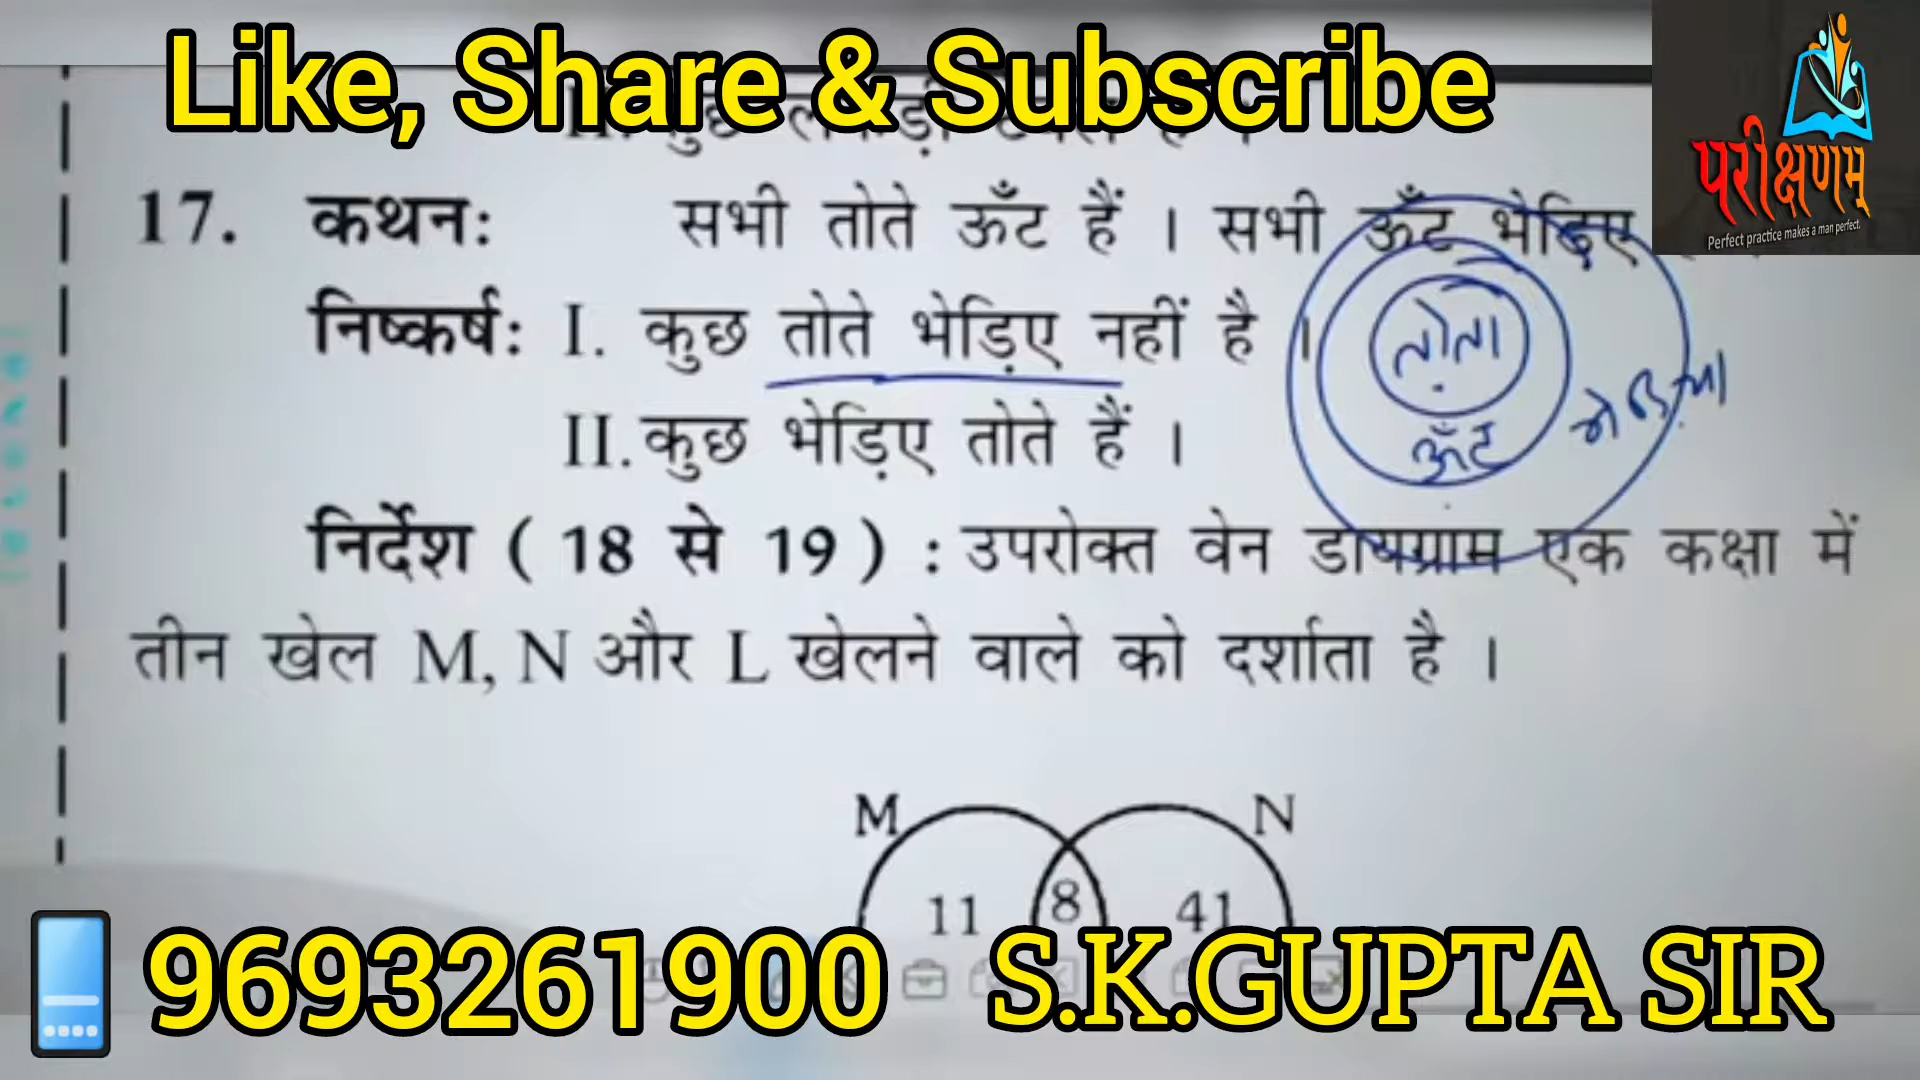 Like, Share & Subscribe
परीक्षणम्
Perfect practice makes a man perfect.
II. कुछ
17. कथन: सभी तोते ऊँट हैं । सभी ऊँट भेड़िए
निष्कर्ष: I. कुछ तोते भेड़िए नहीं है ।
II. कुछ भेड़िए तोते हैं ।
तोता
ऊँट
भेड़िया
निर्देश ( 18 से 19 ) : उपरोक्त वेन डायग्राम एक कक्षा में
तीन खेल M, N और L खेलने वाले को दर्शाता है ।
M N
11 8 41
9693261900 S.K.GUPTA SIR